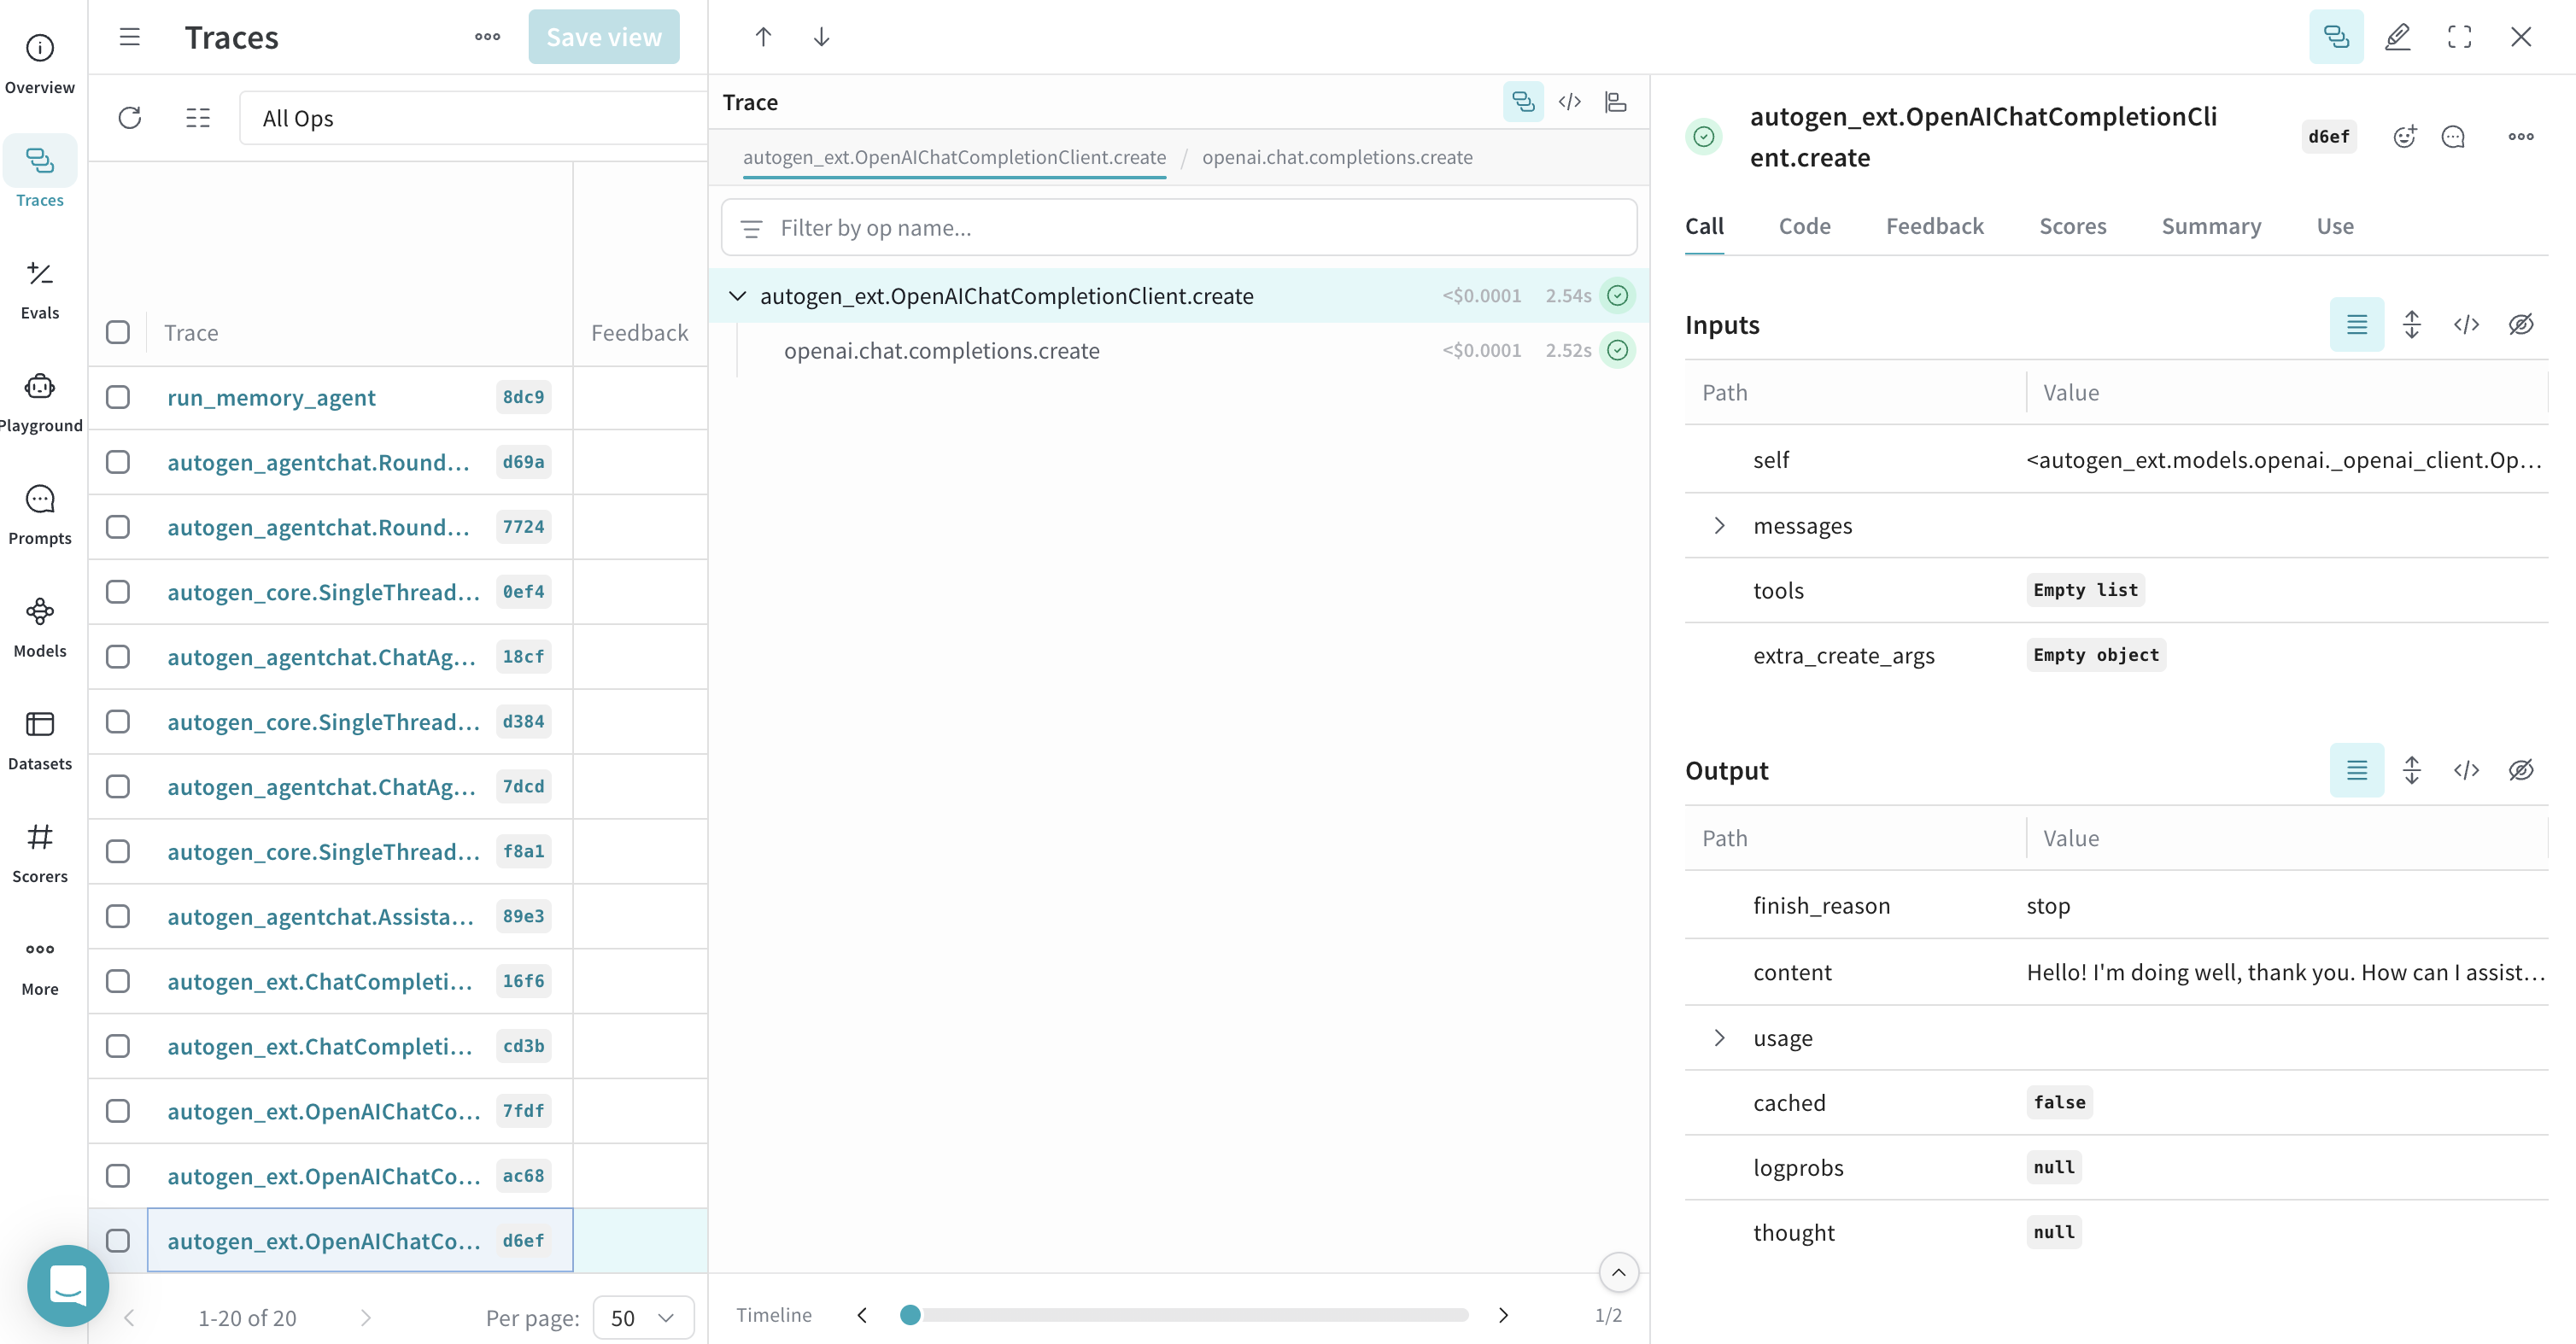 Overview
Traces
Evals
Playground
Prompts
Models
Datasets
Scorers
More
Traces
Save view
All Ops
Trace
Feedback
run_memory_agent
8dc9
autogen_agentchat.Round...
d69a
autogen_agentchat.Round...
7724
autogen_core.SingleThread...
0ef4
autogen_agentchat.ChatAg...
18cf
autogen_core.SingleThread...
d384
autogen_agentchat.ChatAg...
7dcd
autogen_core.SingleThread...
f8a1
autogen_agentchat.Assista...
89e3
autogen_ext.ChatCompleti...
16f6
autogen_ext.ChatCompleti...
cd3b
autogen_ext.OpenAIChatCo...
7fdf
autogen_ext.OpenAIChatCo...
ac68
autogen_ext.OpenAIChatCo...
d6ef
1-20 of 20
Per page:
50
Trace
autogen_ext.OpenAIChatCompletionClient.create / openai.chat.completions.create
Filter by op name...
autogen_ext.OpenAIChatCompletionClient.create <$0.0001 2.54s
openai.chat.completions.create <$0.0001 2.52s
Timeline
1/2
autogen_ext.OpenAIChatCompletionCli
ent.create
d6ef
Call Code Feedback Scores Summary Use
Inputs
Path Value
self <autogen_ext.models.openai._openai_client.Op...
messages
tools Empty list
extra_create_args Empty object
Output
Path Value
finish_reason stop
content Hello! I'm doing well, thank you. How can I assist...
usage
cached false
logprobs null
thought null